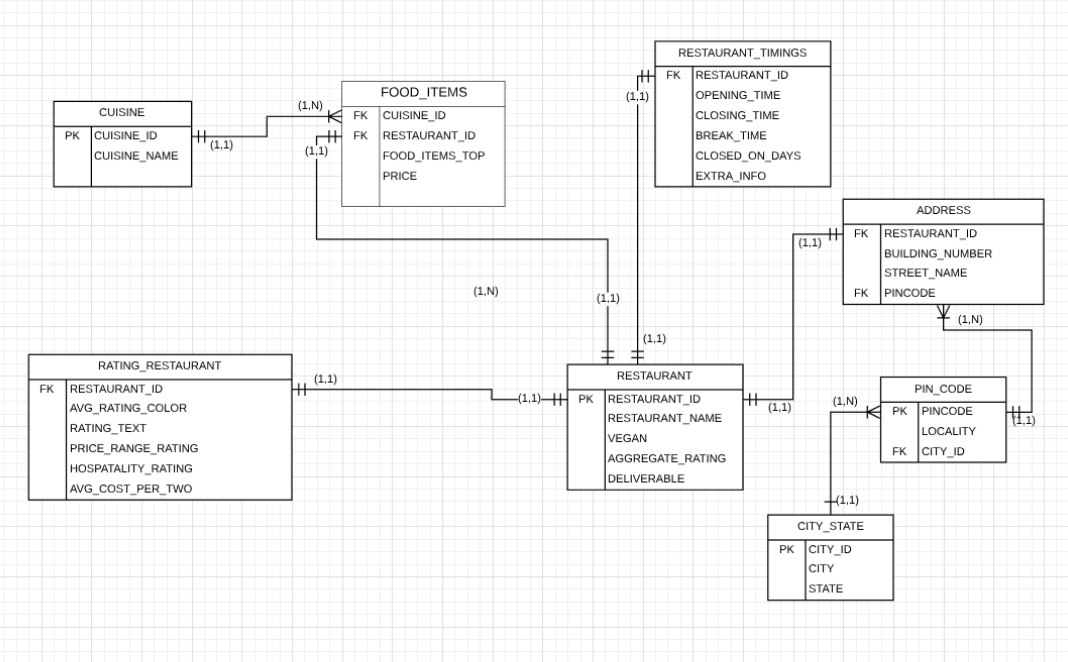 CUISINE
PK CUISINE_ID
CUISINE_NAME
(1,1)
(1,N)
FOOD_ITEMS
FK CUISINE_ID
FK RESTAURANT_ID
FOOD_ITEMS_TOP
PRICE
(1,1)
RESTAURANT_TIMINGS
FK RESTAURANT_ID
OPENING_TIME
CLOSING_TIME
BREAK_TIME
CLOSED_ON_DAYS
EXTRA_INFO
(1,1)
ADDRESS
FK RESTAURANT_ID
BUILDING_NUMBER
STREET_NAME
FK PINCODE
(1,1)
(1,N)
(1,N)
(1,1)
(1,1)
RATING_RESTAURANT
FK RESTAURANT_ID
AVG_RATING_COLOR
RATING_TEXT
PRICE_RANGE_RATING
HOSPATALITY_RATING
AVG_COST_PER_TWO
(1,1)
(1,1)
RESTAURANT
PK RESTAURANT_ID
RESTAURANT_NAME
VEGAN
AGGREGATE_RATING
DELIVERABLE
(1,1)
PIN_CODE
PK PINCODE
LOCALITY
FK CITY_ID
(1,1)
(1,N)
(1,1)
CITY_STATE
PK CITY_ID
CITY
STATE